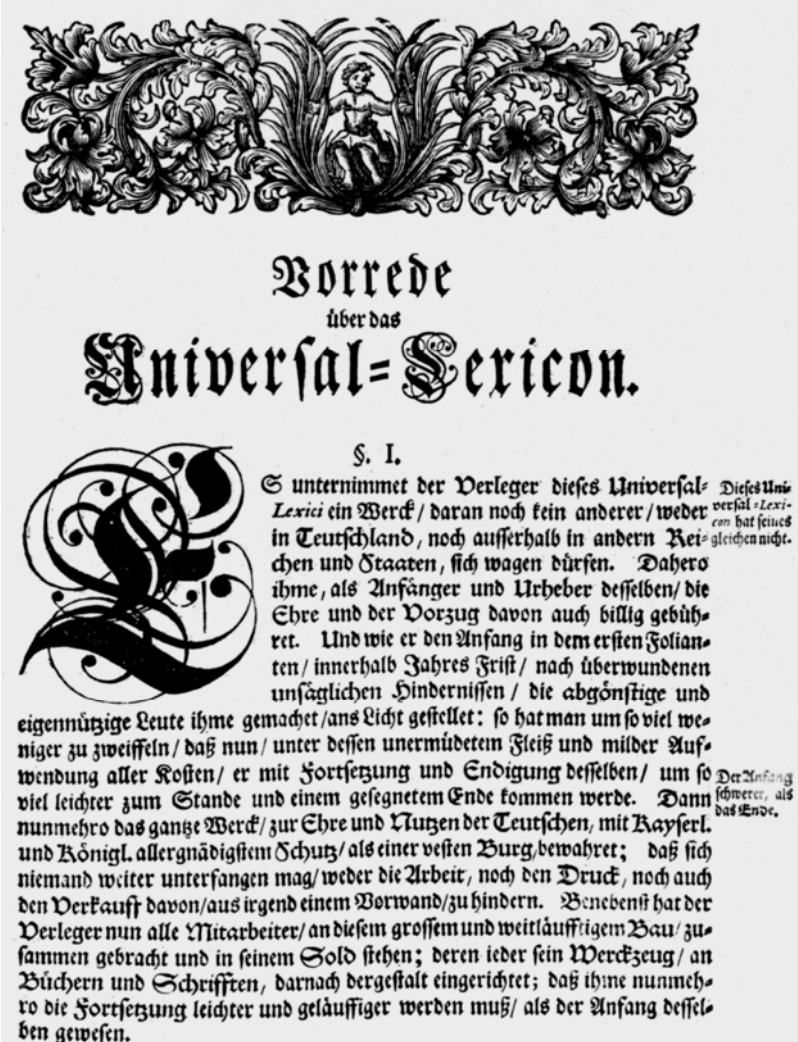 Vorrede
über das
Universal-Lexicon.
§. I.
ES unternimmet der Verleger dieses Universal-
Lexici ein Werck / daran noch kein anderer / weder
in Teutschland, noch ausserhalb in andern Rei-
chen und Staaten, sich wagen dürfen. Dahero
ihme, als Anfänger und Urheber desselben / die
Ehre und der Vorzug davon auch billig gebüh-
ret. Und wie er den Anfang in dem ersten Folian-
ten / innerhalb Jahres Frist / nach überwundenen
unsäglichen Hindernissen / die abgönstige und
eigennützige Leute ihme gemachet / ans Licht gestellet: so hat man um so viel we-
niger zu zweiffeln / daß nun / unter dessen unermüdetem Fleiß und milder Auf-
wendung aller Kosten / er mit Fortsetzung und Endigung desselben / um so
viel leichter zum Stande und einem gesegnetem Ende kommen werde. Dann
nunmehro das gantze Werck / zur Ehre und Nutzen der Teutschen, mit Kayserl.
und Königl. allergnädigstem Schutz / als einer vesten Burg, bewahret; daß sich
niemand weiter unterfangen mag / weder die Arbeit, noch den Druck, noch auch
den Verkauff davon / aus irgend einem Vorwand / zu hindern. Benebenst hat der
Verleger nun alle Mitarbeiter / an diesem grossem und weitläufftigem Bau / zu-
sammen gebracht und in seinem Sold stehen; deren ieder sein Werckzeug / an
Büchern und Schrifften, darnach dergestalt eingerichtet; daß ihme nunmeh-
ro die Fortsetzung leichter und geläuffiger werden muß / als der Anfang dessel-
ben gewesen.
Dieses Uni-
versal-Lexi-
con hat seines
gleichen nicht.
Der Anfang
schwerer, als
das Ende.